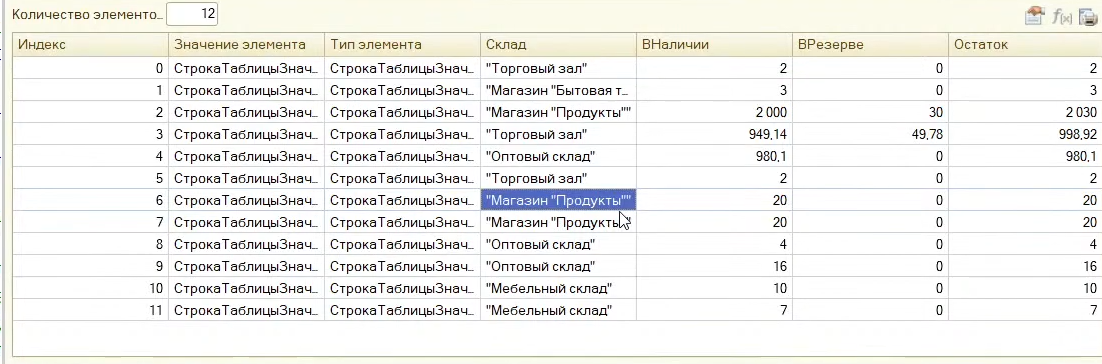 Количество элементо... 12
Индекс Значение элемента Тип элемента Склад ВНаличии ВРезерве Остаток
0 СтрокаТаблицыЗнач... СтрокаТаблицыЗнач... "Торговый зал" 2 0 2
1 СтрокаТаблицыЗнач... СтрокаТаблицыЗнач... "Магазин "Бытовая т... 3 0 3
2 СтрокаТаблицыЗнач... СтрокаТаблицыЗнач... "Магазин "Продукты"" 2 000 30 2 030
3 СтрокаТаблицыЗнач... СтрокаТаблицыЗнач... "Торговый зал" 949,14 49,78 998,92
4 СтрокаТаблицыЗнач... СтрокаТаблицыЗнач... "Оптовый склад" 980,1 0 980,1
5 СтрокаТаблицыЗнач... СтрокаТаблицыЗнач... "Торговый зал" 2 0 2
6 СтрокаТаблицыЗнач... СтрокаТаблицыЗнач... "Магазин "Продукты"" 20 0 20
7 СтрокаТаблицыЗнач... СтрокаТаблицыЗнач... "Магазин "Продукты"" 20 0 20
8 СтрокаТаблицыЗнач... СтрокаТаблицыЗнач... "Оптовый склад" 4 0 4
9 СтрокаТаблицыЗнач... СтрокаТаблицыЗнач... "Оптовый склад" 16 0 16
10 СтрокаТаблицыЗнач... СтрокаТаблицыЗнач... "Мебельный склад" 10 0 10
11 СтрокаТаблицыЗнач... СтрокаТаблицыЗнач... "Мебельный склад" 7 0 7